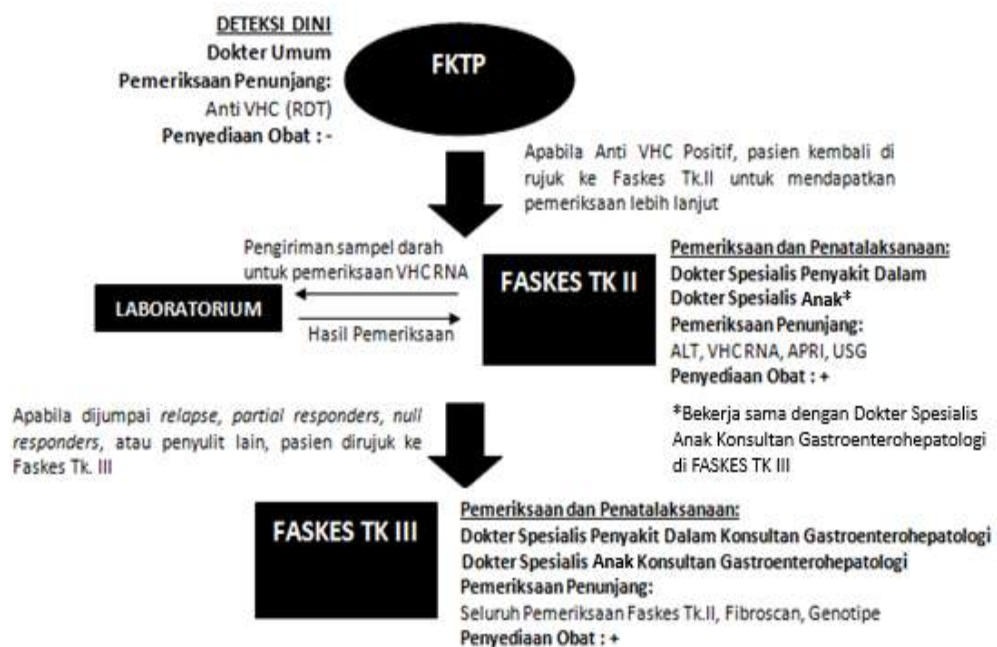 DETEKSI DINI
Dokter Umum
Pemeriksaan Penunjang:
Anti VHC (RDT)
Penyediaan Obat : -
FKTP
Apabila Anti VHC Positif, pasien kembali di
rujuk ke Faskes Tk.II untuk mendapatkan
pemeriksaan lebih lanjut
Pengiriman sampel darah
untuk pemeriksaan VHC RNA
LABORATORIUM
Hasil Pemeriksaan
FASKES TK II
Pemeriksaan dan Penatalaksanaan:
Dokter Spesialis Penyakit Dalam
Dokter Spesialis Anak*
Pemeriksaan Penunjang:
ALT, VHC RNA, APRI, USG
Penyediaan Obat : +
*Bekerja sama dengan Dokter Spesialis
Anak Konsultan Gastroenterohepatologi
di FASKES TK III
Apabila dijumpai relapse, partial responders, null
responders, atau penyulit lain, pasien dirujuk ke
Faskes Tk. III
FASKES TK III
Pemeriksaan dan Penatalaksanaan:
Dokter Spesialis Penyakit Dalam Konsultan Gastroenterohepatologi
Dokter Spesialis Anak Konsultan Gastroenterohepatologi
Pemeriksaan Penunjang:
Seluruh Pemeriksaan Faskes Tk.II, Fibroscan, Genotipe
Penyediaan Obat : +